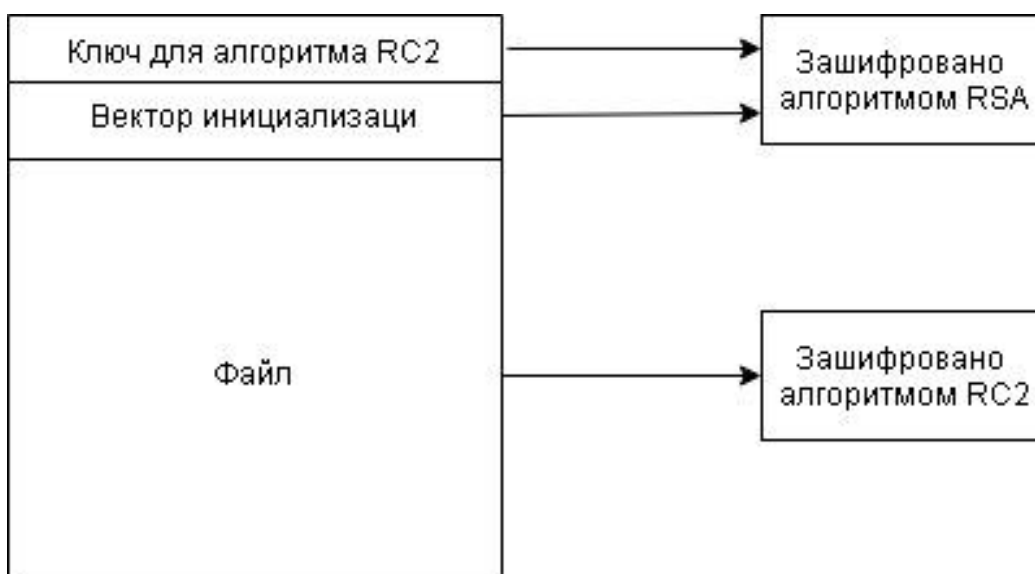 Ключ для алгоритма RC2
Вектор инициализаци
Файл
Зашифровано
алгоритмом RSA
Зашифровано
алгоритмом RC2